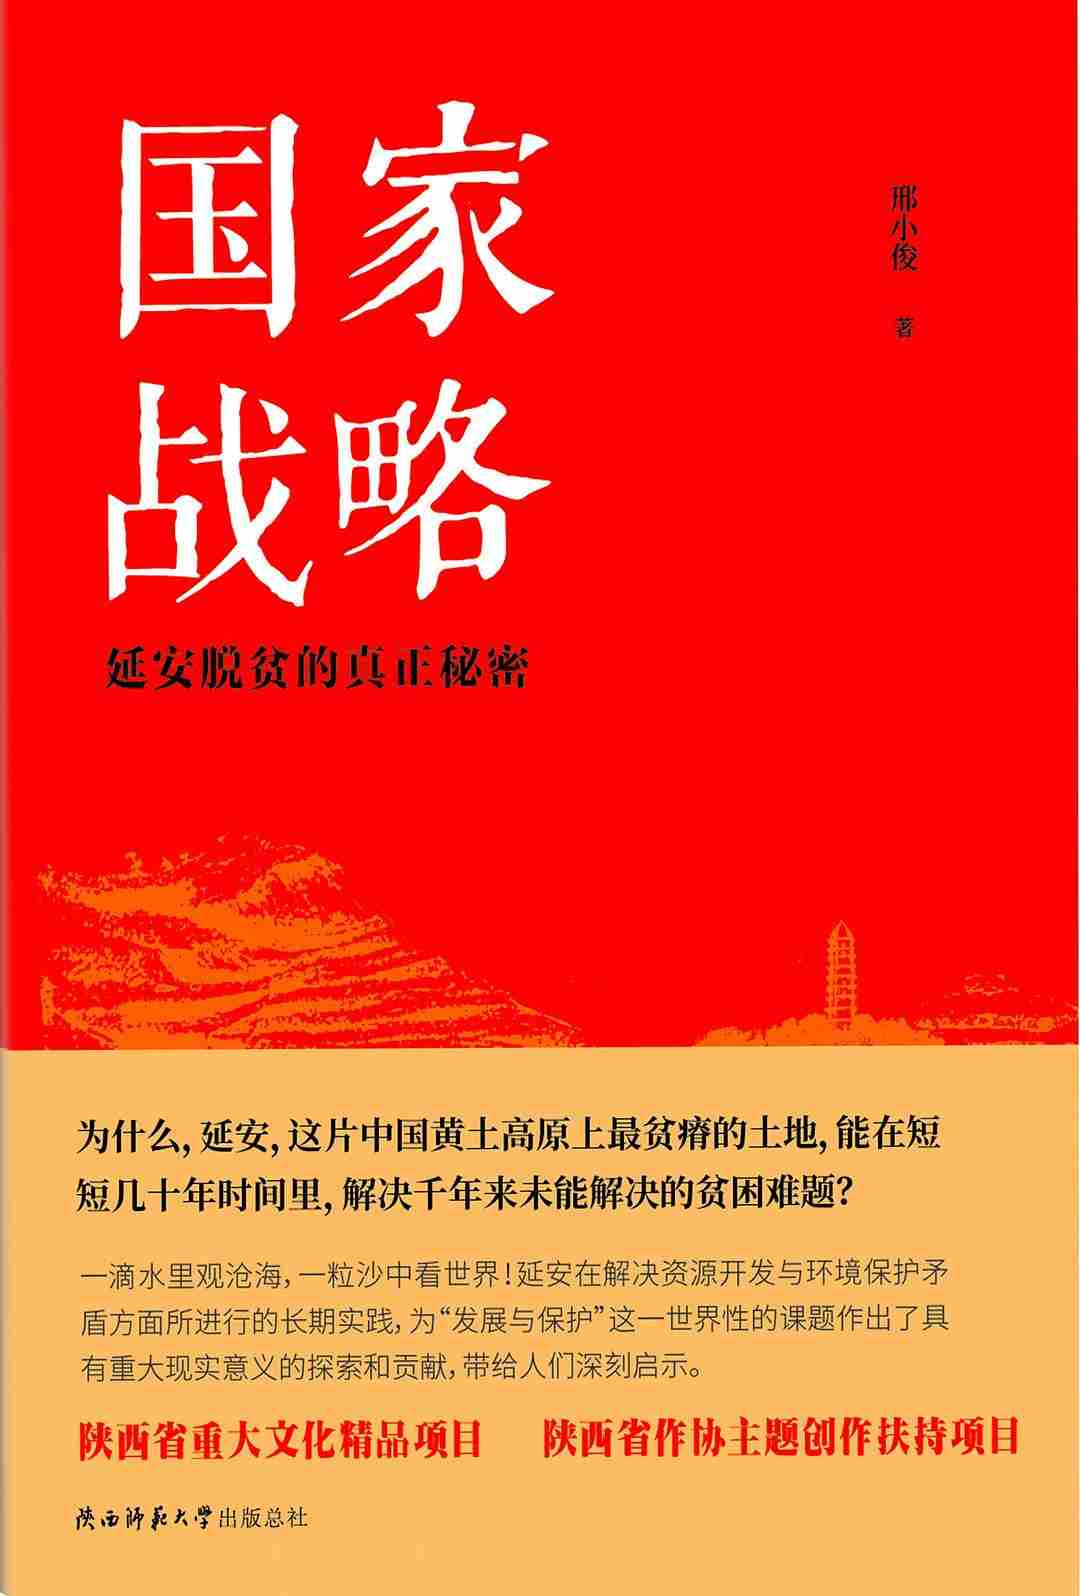 国家
战略
延安脱贫的真正秘密
邢小俊 著
为什么,延安,这片中国黄土高原上最贫瘠的土地,能在短
短几十年时间里,解决千年来未能解决的贫困难题?
一滴水里观沧海,一粒沙中看世界!延安在解决资源开发与环境保护矛
盾方面所进行的长期实践,为“发展与保护”这一世界性的课题作出了具
有重大现实意义的探索和贡献,带给人们深刻启示。
陕西省重大文化精品项目 陕西省作协主题创作扶持项目
陕西师范大学出版总社